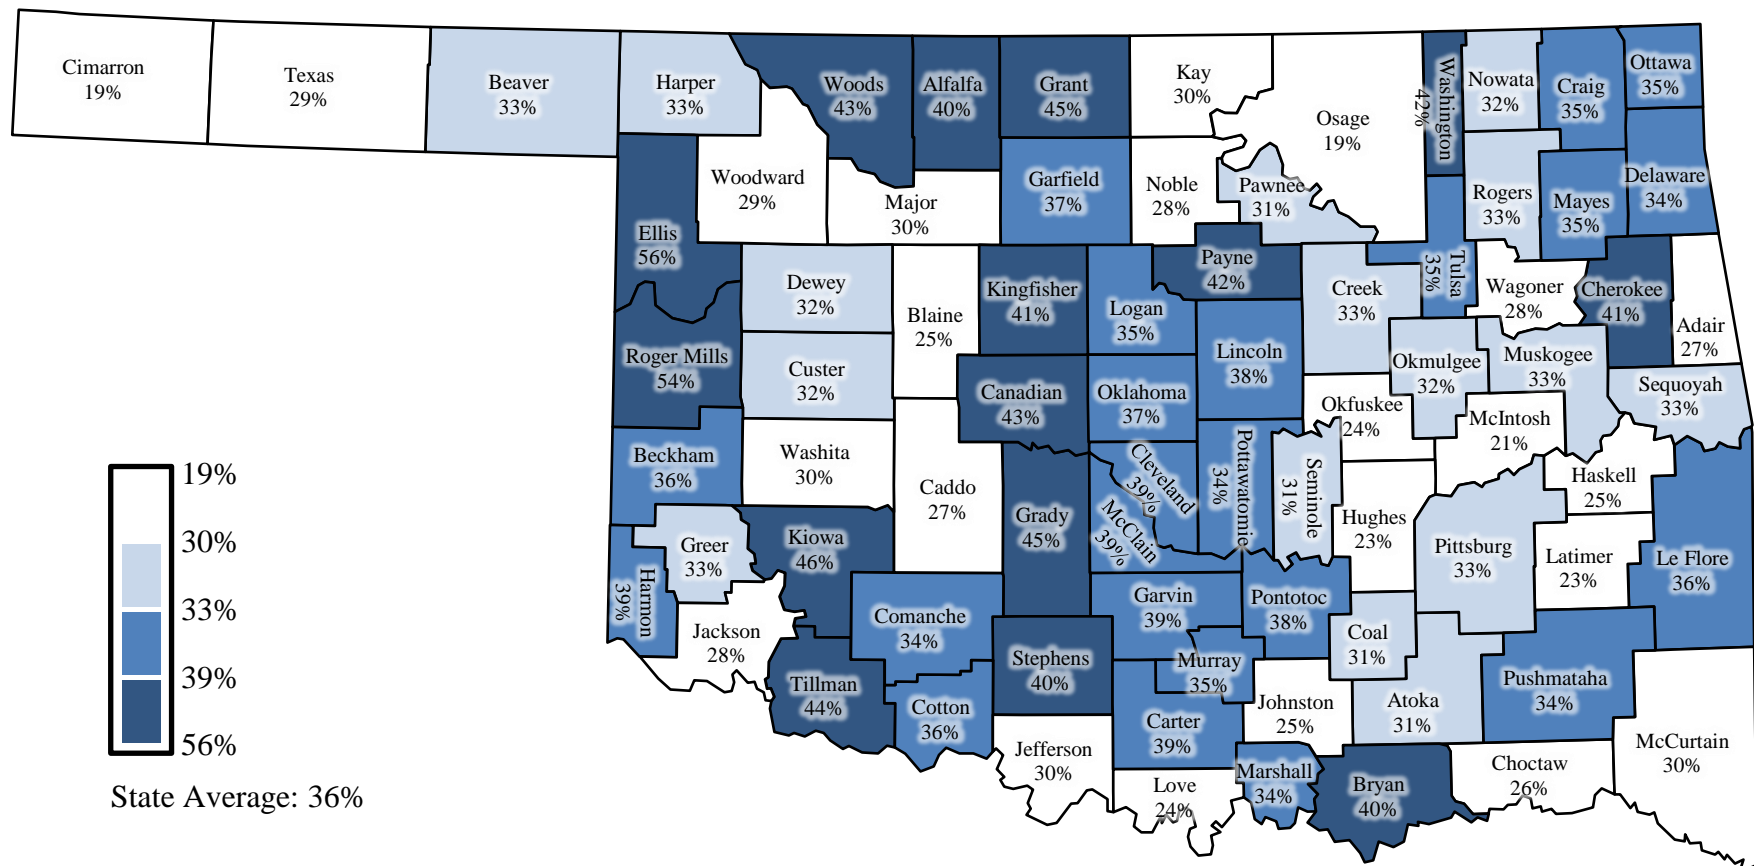 Cimarron
19%
Texas
29%
Beaver
33%
Harper
33%
Woods
43%
Alfalfa
40%
Grant
45%
Kay
30%
Osage
19%
Washington
42%
Nowata
32%
Craig
35%
Ottawa
35%
Woodward
29%
Major
30%
Garfield
37%
Noble
28%
Pawnee
31%
Rogers
33%
Mayes
35%
Delaware
34%
Ellis
56%
Dewey
32%
Blaine
25%
Kingfisher
41%
Logan
35%
Payne
42%
Creek
33%
Tulsa
35%
Wagoner
28%
Cherokee
41%
Adair
27%
Roger Mills
54%
Custer
32%
Canadian
43%
Oklahoma
37%
Lincoln
38%
Okmulgee
32%
Muskogee
33%
Sequoyah
33%
Okfuskee
24%
McIntosh
21%
Beckham
36%
Washita
30%
Caddo
27%
Grady
45%
Cleveland
39%
McClain
39%
Pottawatomie
34%
Seminole
31%
Hughes
23%
Haskell
25%
Pittsburg
33%
Latimer
23%
Le Flore
36%
Harmon
39%
Greer
33%
Kiowa
46%
Jackson
28%
Comanche
34%
Garvin
39%
Pontotoc
38%
Coal
31%
Tillman
44%
Cotton
36%
Stephens
40%
Murray
35%
Carter
39%
Johnston
25%
Atoka
31%
Pushmataha
34%
Jefferson
30%
Love
24%
Marshall
34%
Bryan
40%
Choctaw
26%
McCurtain
30%
19%
30%
33%
39%
56%
State Average: 36%